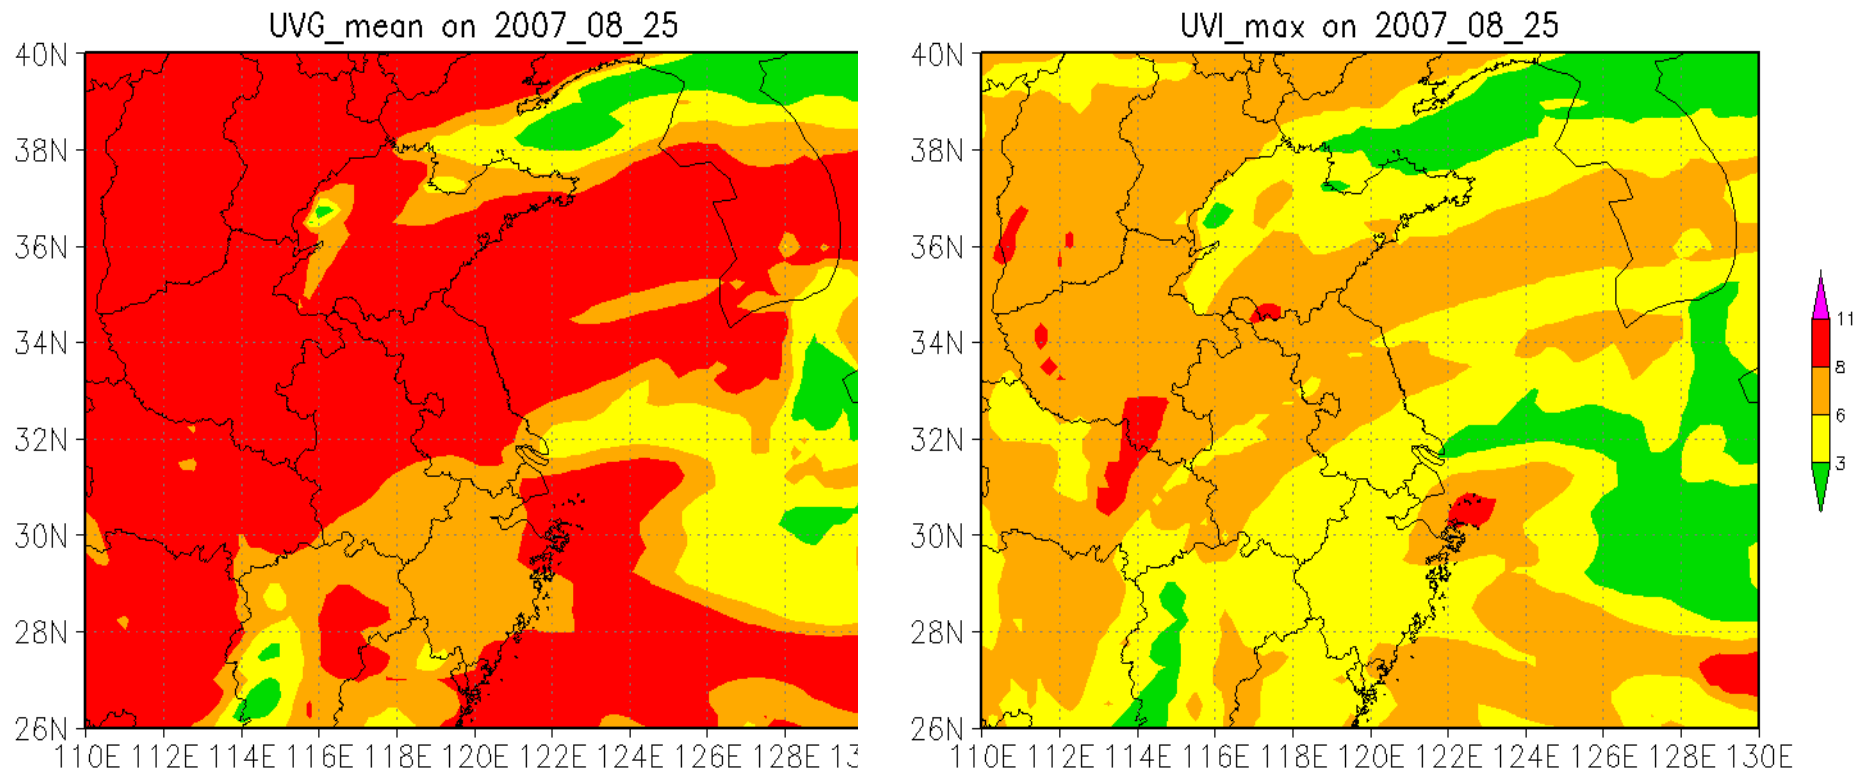 UVG_mean on 2007_08_25
40N
38N
36N
34N
32N
30N
28N
26N
110E 112E 114E 116E 118E 120E 122E 124E 126E 128E 13
UVI_max on 2007_08_25
40N
38N
36N
34N
32N
30N
28N
26N
110E 112E 114E 116E 118E 120E 122E 124E 126E 128E 130E
11
8
6
3